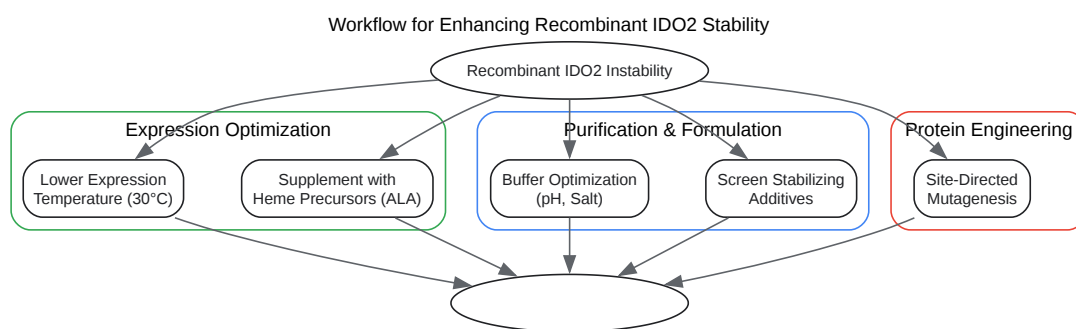 Workflow for Enhancing Recombinant IDO2 Stability
Recombinant IDO2 Instability
Expression Optimization
Purification & Formulation
Protein Engineering
Lower Expression
Temperature (30°C)
Supplement with
Heme Precursors (ALA)
Buffer Optimization
(pH, Salt)
Screen Stabilizing
Additives
Site-Directed
Mutagenesis